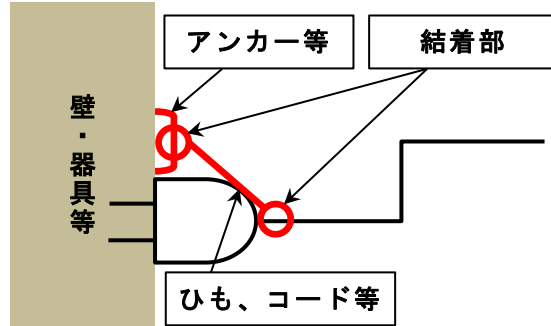 アンカー等
結着部
壁・器具等
ひも、コード等